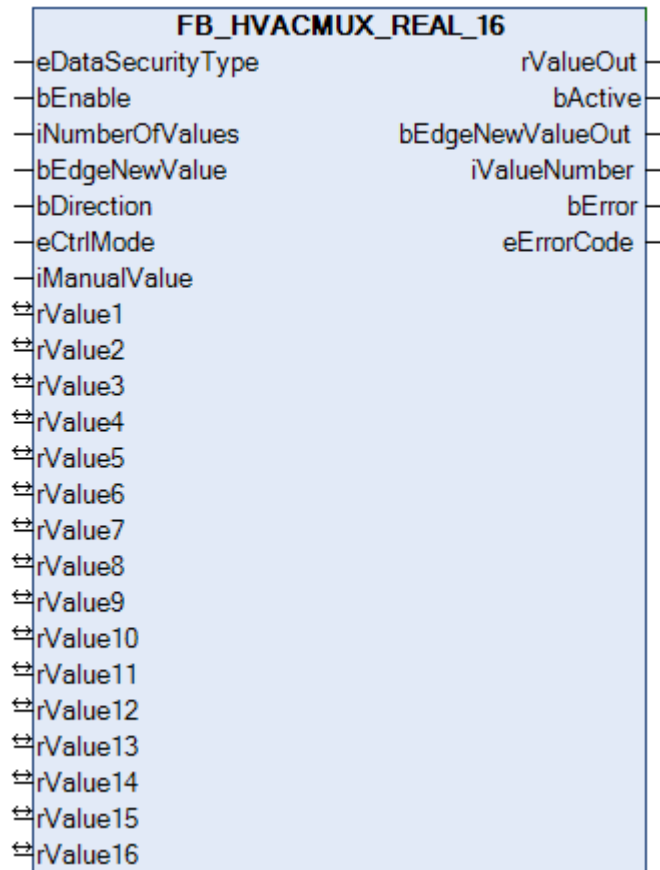 FB_HVACMUX_REAL_16
eDataSecurityType rValueOut
bEnable bActive
iNumberOfValues bEdgeNewValueOut
bEdgeNewValue iValueNumber
bDirection bError
eCtrlMode eErrorCode
iManualValue
rValue1
rValue2
rValue3
rValue4
rValue5
rValue6
rValue7
rValue8
rValue9
rValue10
rValue11
rValue12
rValue13
rValue14
rValue15
rValue16